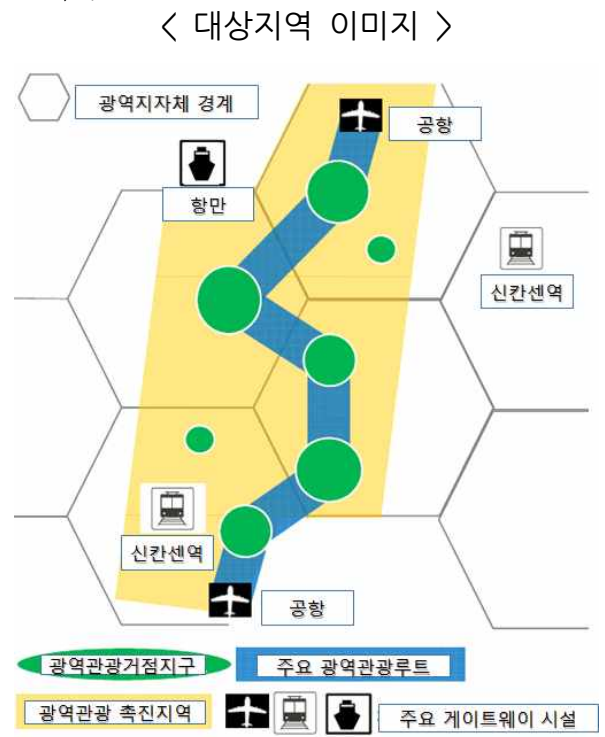 < 대상지역 이미지 >
광역지자체 경계
공항
항만
신칸센역
신칸센역
공항
광역관광거점지구
주요 광역관광루트
광역관광 촉진지역
주요 게이트웨이 시설